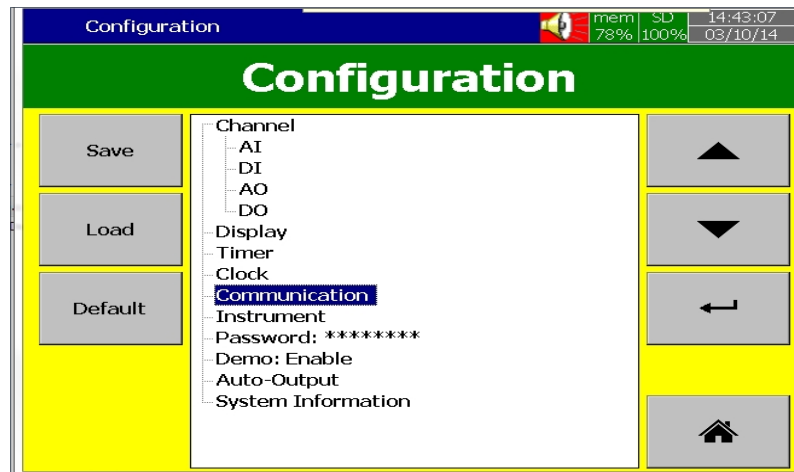 Configuration
mem SD 14:43:07
78% 100% 03/10/14
Configuration
Save
Load
Default
Channel
AI
DI
AO
DO
Display
Timer
Clock
Communication
Instrument
Password: ********
Demo: Enable
Auto-Output
System Information